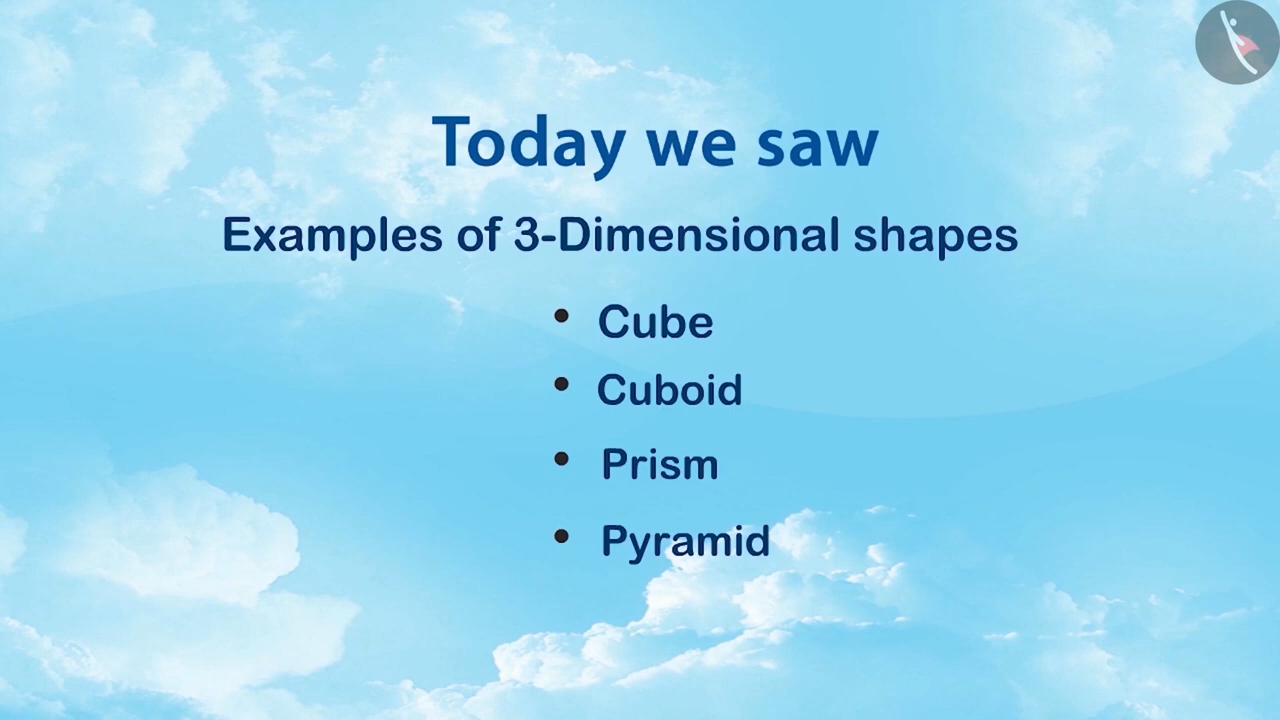 Today we saw
Examples of 3-Dimensional shapes
• Cube
• Cuboid
• Prism
• Pyramid